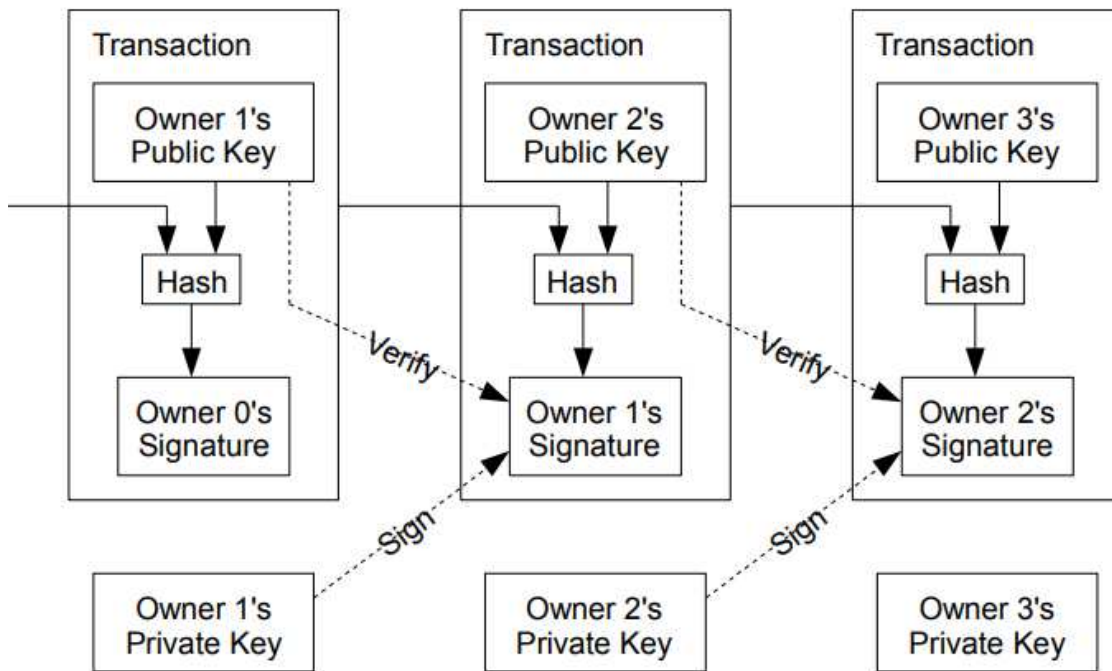 Transaction
Transaction
Transaction
Owner 1's
Public Key
Owner 2's
Public Key
Owner 3's
Public Key
Hash
Hash
Hash
Verify
Verify
Owner 0's
Signature
Owner 1's
Signature
Owner 2's
Signature
Sign
Sign
Owner 1's
Private Key
Owner 2's
Private Key
Owner 3's
Private Key